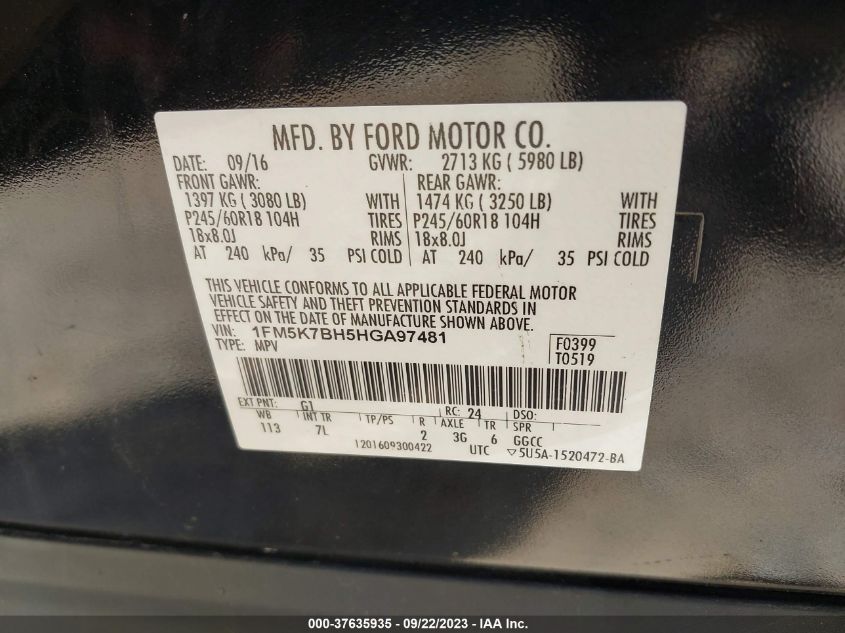 MFD. BY FORD MOTOR CO.
DATE: 09/16 GVWR: 2713 KG ( 5980 LB)
FRONT GAWR: REAR GAWR:
1397 KG ( 3080 LB) WITH 1474 KG ( 3250 LB) WITH
P245/60R18 104H TIRES P245/60R18 104H TIRES
18x8.0J RIMS 18x8.0J RIMS
AT 240 kPa/ 35 PSI COLD AT 240 kPa/ 35 PSI COLD
THIS VEHICLE CONFORMS TO ALL APPLICABLE FEDERAL MOTOR
VEHICLE SAFETY AND THEFT PREVENTION STANDARDS IN
EFFECT ON THE DATE OF MANUFACTURE SHOWN ABOVE.
VIN: 1FM5K7BH5HGA97481 F0399
TYPE: MPV T0519
EXT PNT: G1 RC: 24 DSO:
WB INT TR TP/PS R AXLE TR SPR
113 7L 2 3G 6 GGCC
1201609300422 UTC ▽5U5A-1520472-BA
000-37635935 - 09/22/2023 - IAA Inc.